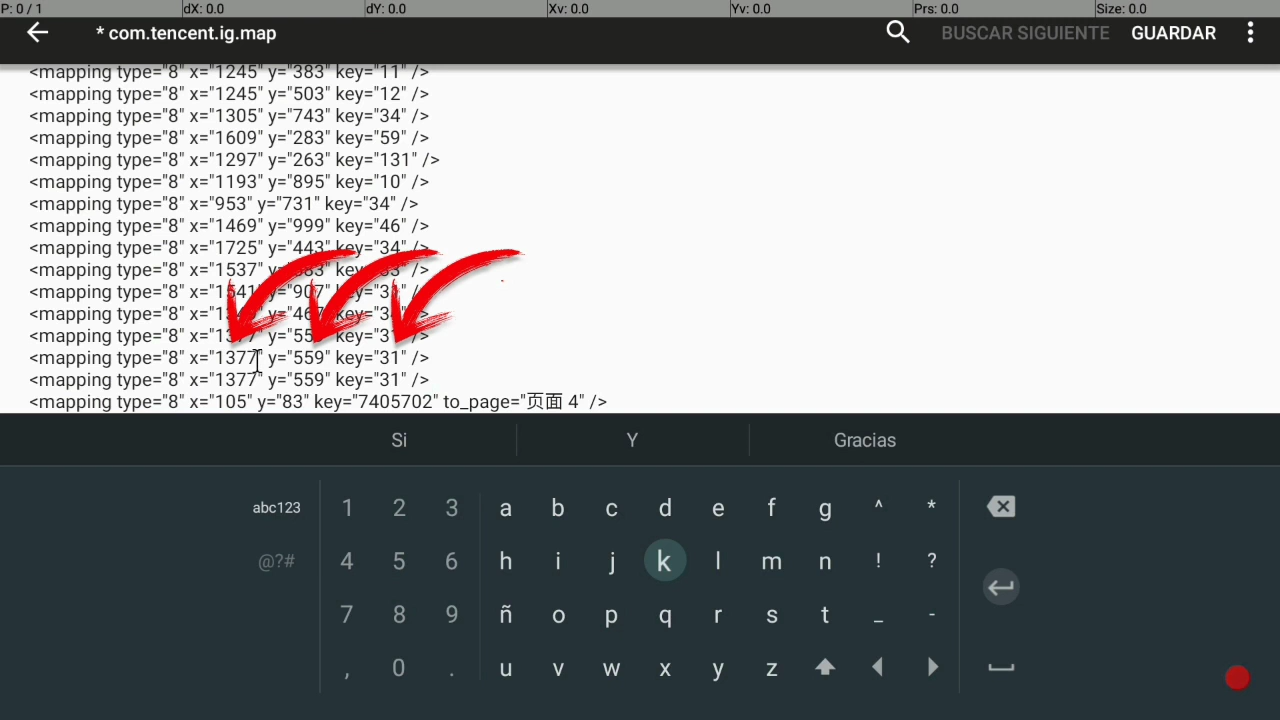 P: 0 / 1 dX: 0.0 dY: 0.0 Xv: 0.0 Yv: 0.0 Prs: 0.0 Size: 0.0
* com.tencent.ig.map BUSCAR SIGUIENTE GUARDAR
<mapping type="8" x="1245" y="383" key="11" />
<mapping type="8" x="1245" y="503" key="12" />
<mapping type="8" x="1305" y="743" key="34" />
<mapping type="8" x="1609" y="283" key="59" />
<mapping type="8" x="1297" y="263" key="131" />
<mapping type="8" x="1193" y="895" key="10" />
<mapping type="8" x="953" y="731" key="34" />
<mapping type="8" x="1469" y="999" key="46" />
<mapping type="8" x="1725" y="443" key="34" />
<mapping type="8" x="1537"
<mapping type="8"
<mapping type="8"
<mapping type="8"
<mapping type="8" x="1377" y="559" key="31" />
<mapping type="8" x="1377" y="559" key="31" />
<mapping type="8" x="105" y="83" key="7405702" to_page="页面 4" />
Si Y Gracias
abc123 1 2 3 a b c d e f g ^ *
@?# 4 5 6 h i j k l m n ! ?
7 8 9 ñ o p q r s t _ -
, 0 . u v w x y z